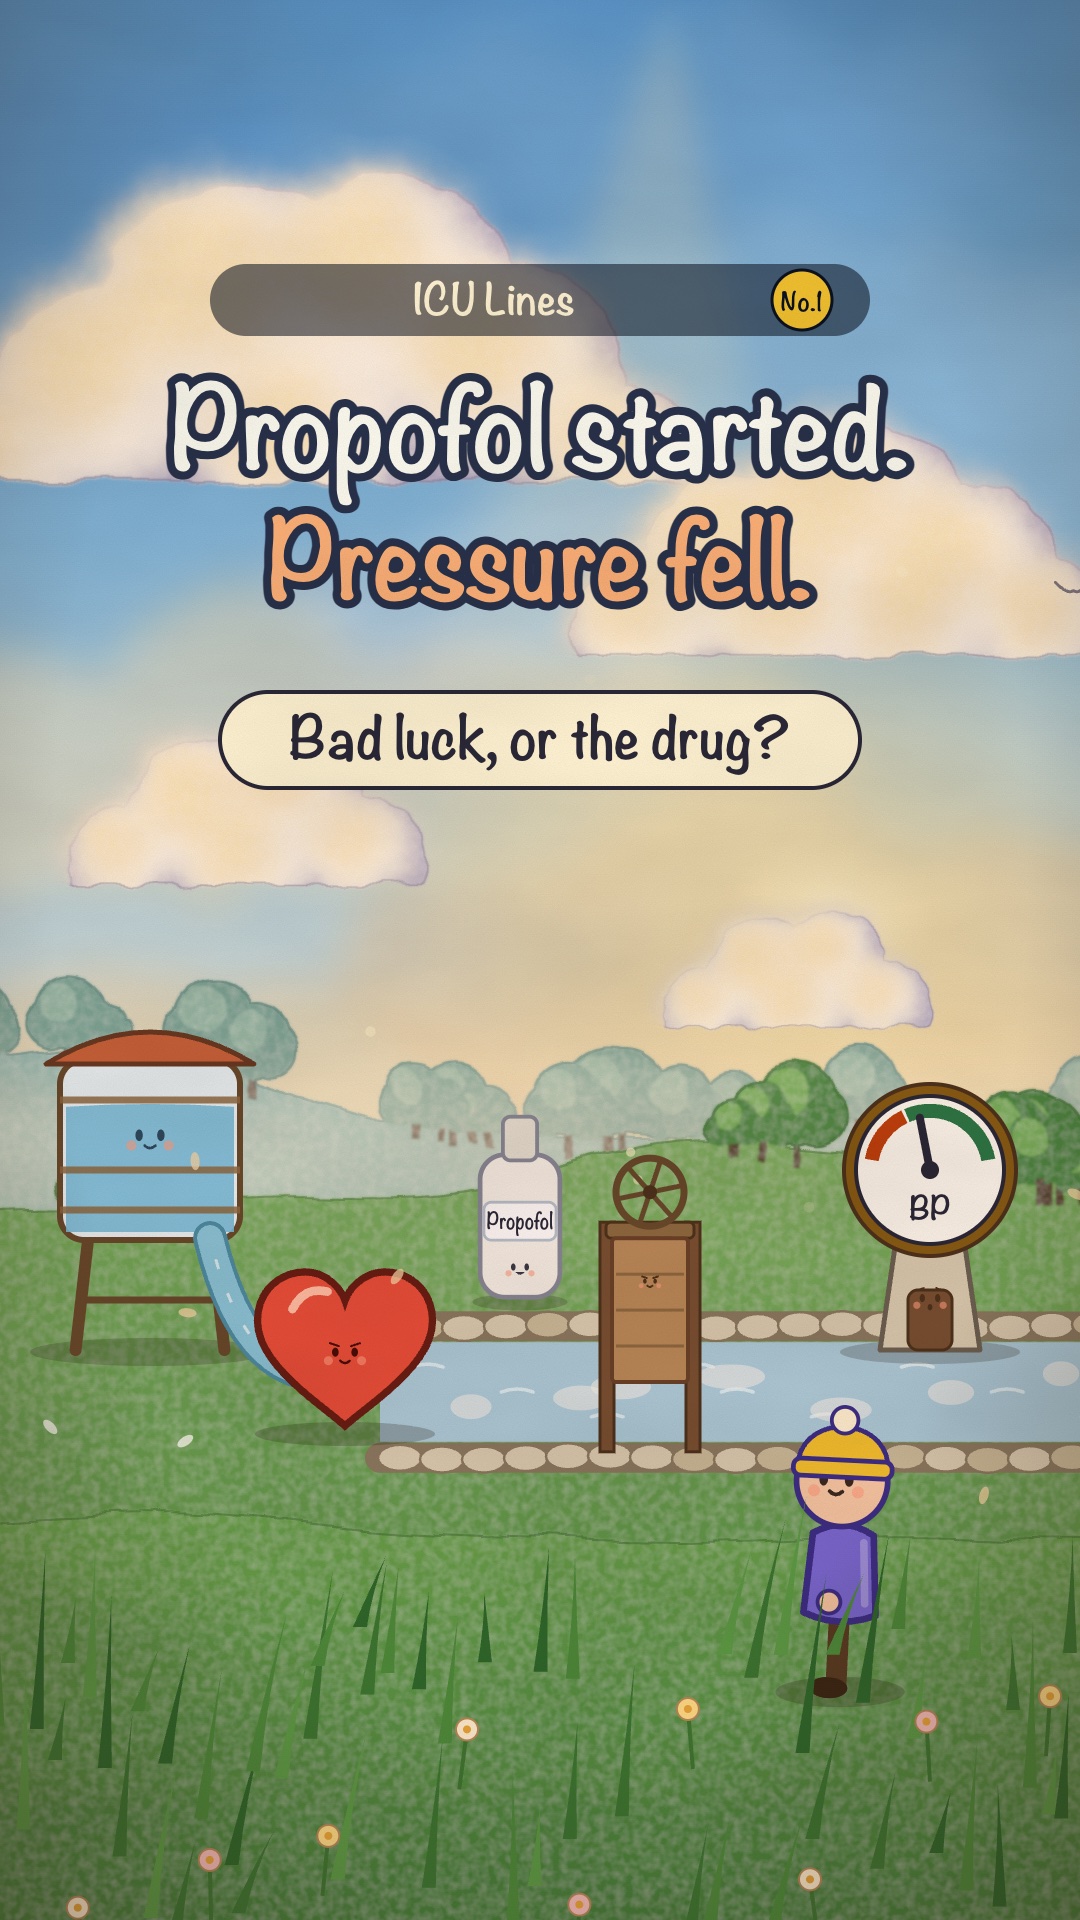 ICU Lines
No.1
Propofol started.
Pressure fell.
Bad luck, or the drug?
Propofol
BP